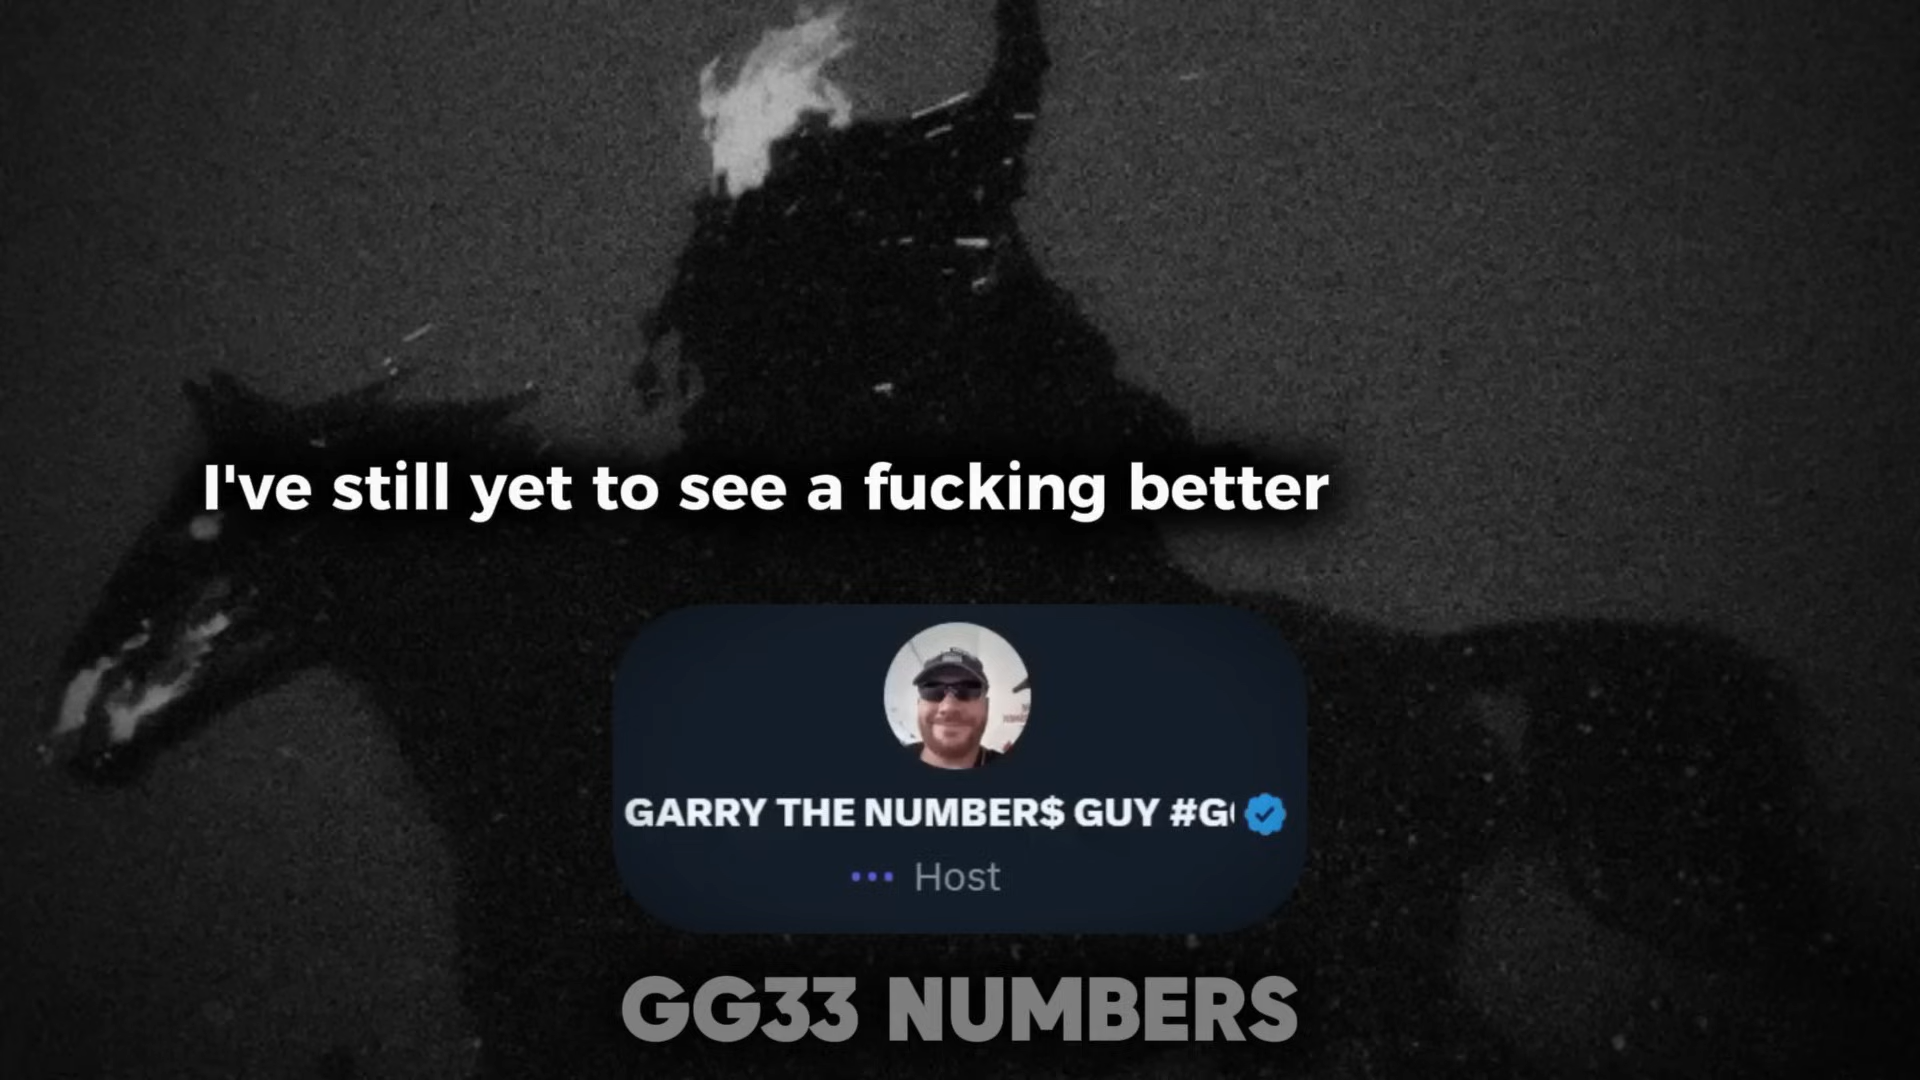 I've still yet to see a fucking better
GARRY THE NUMBER$ GUY #G
Host
GG33 NUMBERS